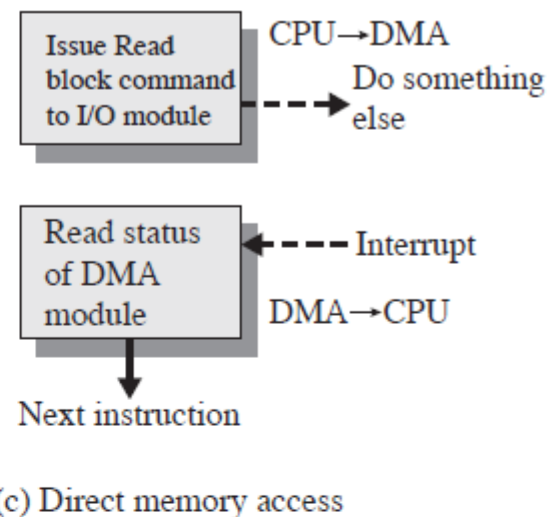 Issue Read
block command
to I/O module
CPU→DMA
Do something
else
Read status
of DMA
module
Interrupt
DMA→CPU
Next instruction
(c) Direct memory access